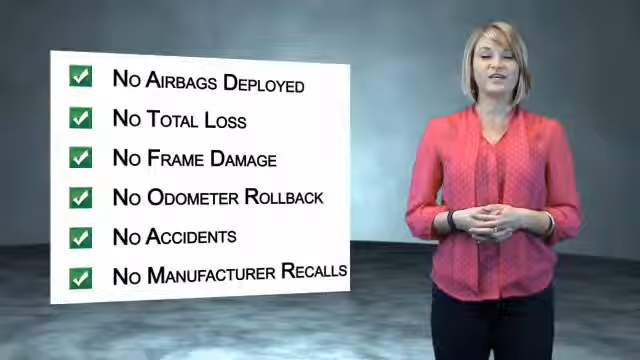 No Airbags Deployed
No Total Loss
No Frame Damage
No Odometer Rollback
No Accidents
No Manufacturer Recalls